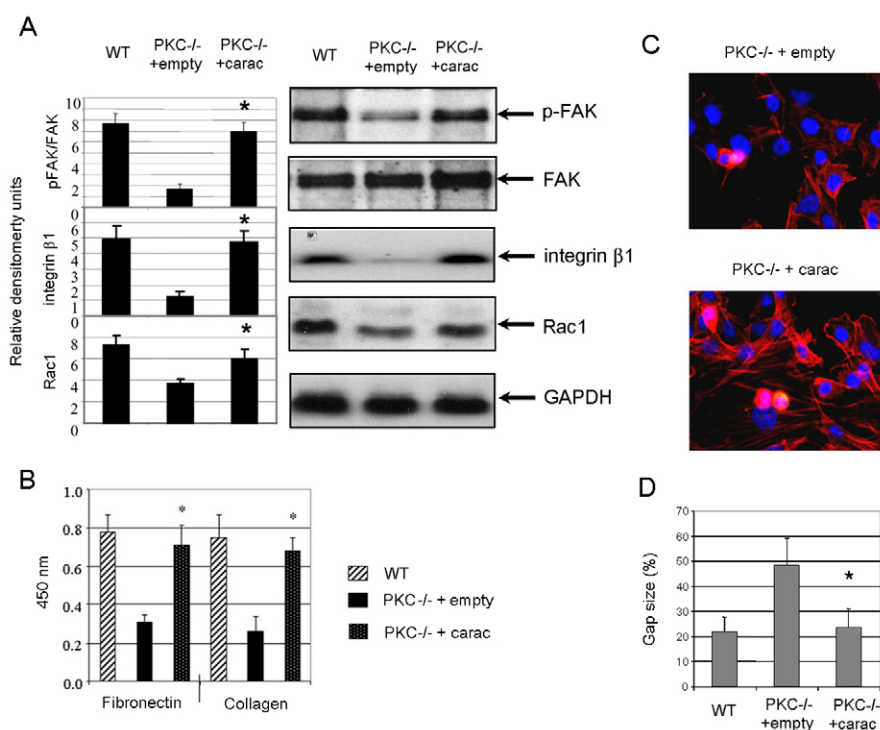 A
WT
PKC-/-
+empty
PKC-/-
+carac
WT
PKC-/-
+empty
PKC-/-
+carac
Relative densitomerty units
pFAK/FAK
10
8
6
4
2
0
*
integrin β1
6
5
4
3
2
1
0
*
Rac1
8
6
4
2
0
*
p-FAK
FAK
integrin β1
Rac1
GAPDH
B
450 nm
1.0
0.8
0.6
0.4
0.2
0.0
*
*
Fibronectin
Collagen
WT
PKC-/- + empty
PKC-/- + carac
C
PKC-/- + empty
PKC-/- + carac
D
Gap size (%)
70
60
50
40
30
20
10
0
*
WT
PKC-/-
+empty
PKC-/-
+carac